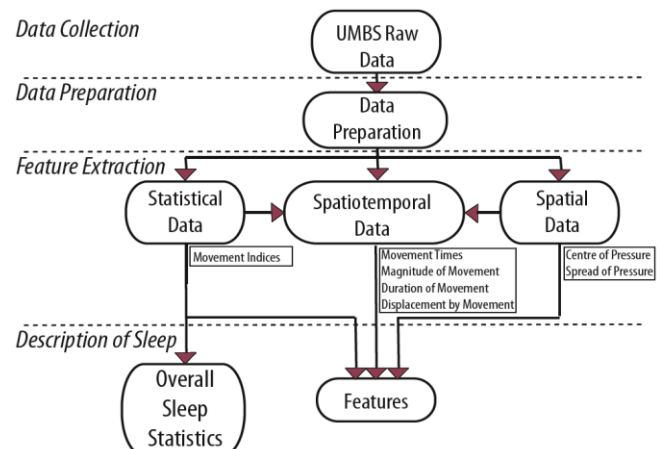 Data Collection
UMBS Raw
Data
Data Preparation
Data
Preparation
Feature Extraction
Statistical
Data
Spatiotemporal
Data
Spatial
Data
Movement Indices
Movement Times
Magnitude of Movement
Duration of Movement
Displacement by Movement
Centre of Pressure
Spread of Pressure
Description of Sleep
Overall
Sleep
Statistics
Features